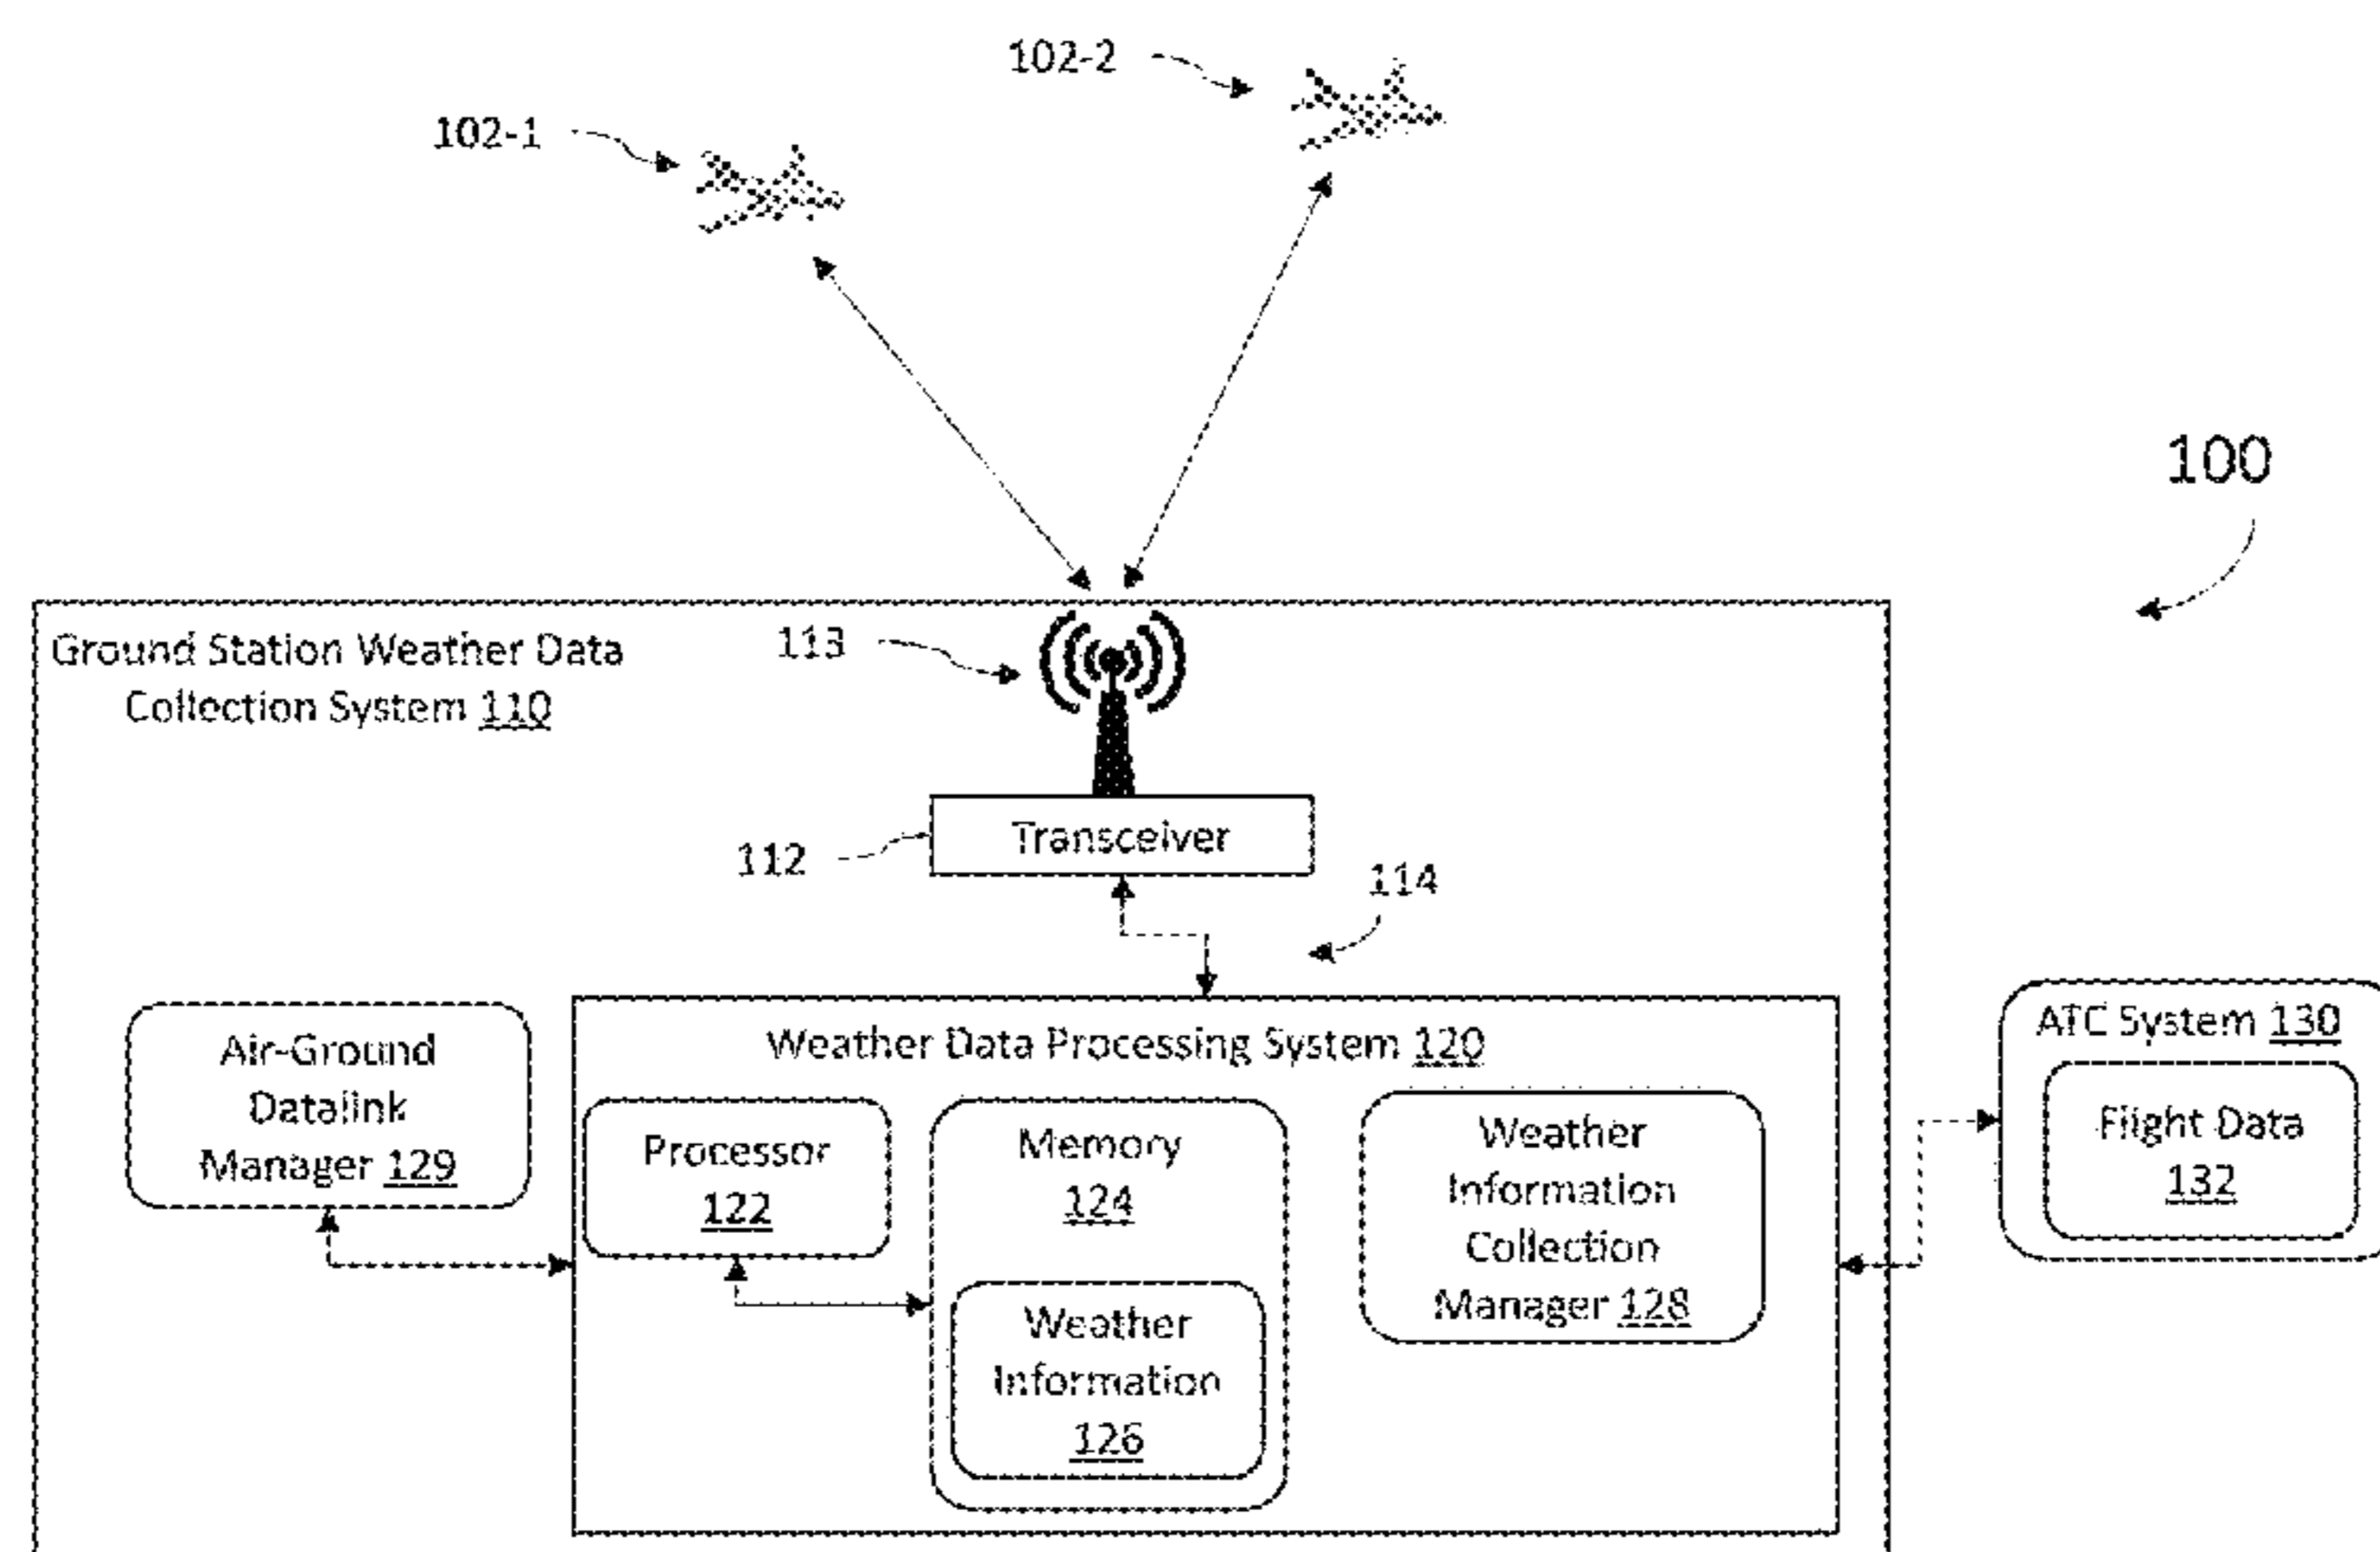 102-2
102-1
100
Ground Station Weather Data
Collection System 110
113
Transceiver
112
114
Air-Ground
Datalink
Manager 129
Weather Data Processing System 120
Processor
122
Memory
124
Weather
Information
126
Weather
Information
Collection
Manager 128
ATC System 130
Flight Data
132